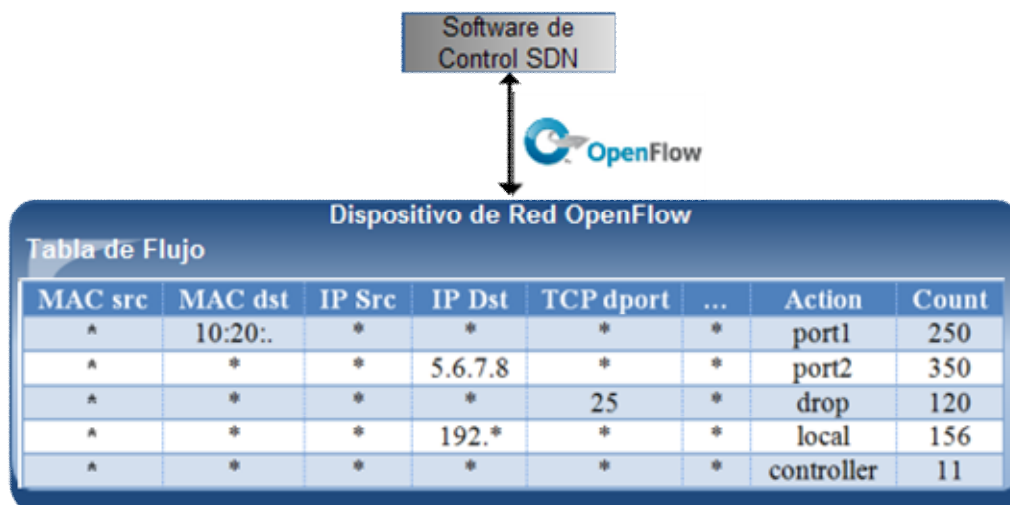 Software de
Control SDN
OpenFlow
Dispositivo de Red OpenFlow
Tabla de Flujo
MAC src MAC dst IP Src IP Dst TCP dport ... Action Count
* 10:20:. * * * * port1 250
* * * 5.6.7.8 * * port2 350
* * * * 25 * drop 120
* * * 192.* * * local 156
* * * * * * controller 11